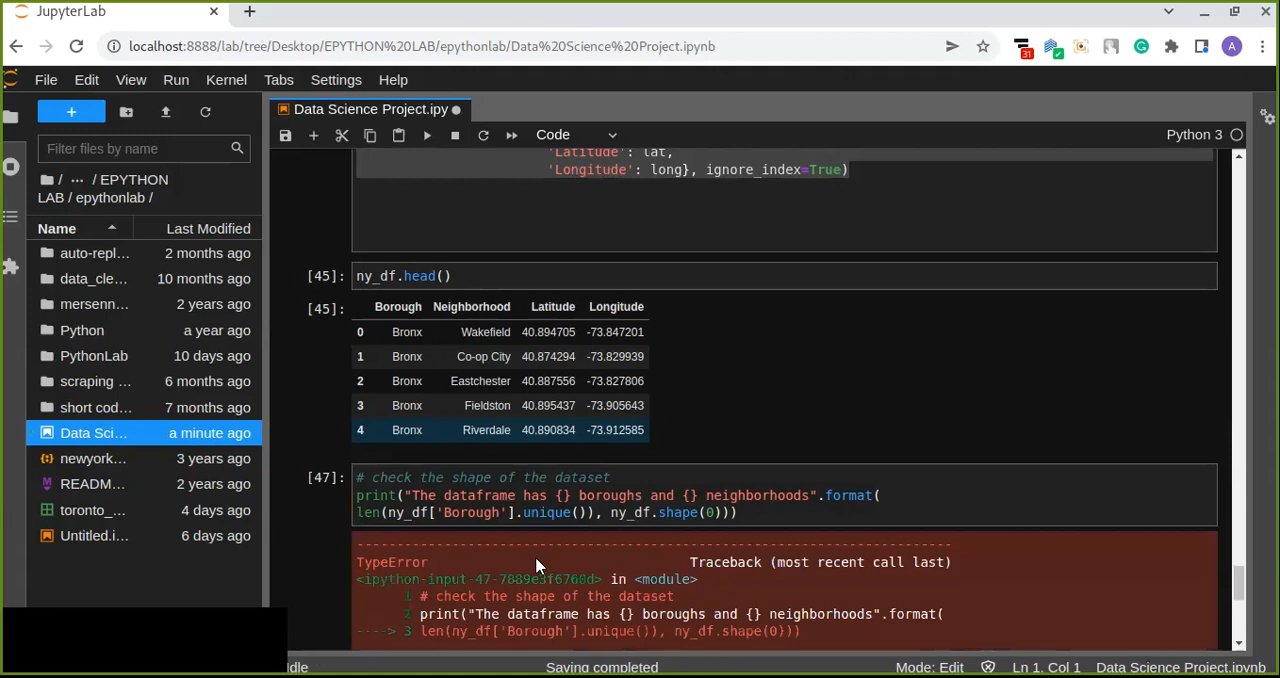 JupyterLab
localhost:8888/lab/tree/Desktop/EPYTHON%20LAB/epythonlab/Data%20Science%20Project.ipynb
31
A
File Edit View Run Kernel Tabs Settings Help
Data Science Project.ipy
Code
Python 3
Filter files by name
/ ··· / EPYTHON
LAB / epythonlab /
Name Last Modified
auto-repl... 2 months ago
data_cle... 10 months ago
mersenn... 2 years ago
Python a year ago
PythonLab 10 days ago
scraping ... 6 months ago
short cod... 7 months ago
Data Sci... a minute ago
newyork... 3 years ago
READM... 2 years ago
toronto_... 4 days ago
Untitled.i... 6 days ago
'Latitude': lat,
'Longitude': long}, ignore_index=True)
[45]: ny_df.head()
[45]: Borough Neighborhood Latitude Longitude
0 Bronx Wakefield 40.894705 -73.847201
1 Bronx Co-op City 40.874294 -73.829939
2 Bronx Eastchester 40.887556 -73.827806
3 Bronx Fieldston 40.895437 -73.905643
4 Bronx Riverdale 40.890834 -73.912585
[47]: # check the shape of the dataset
print("The dataframe has {} boroughs and {} neighborhoods".format(
len(ny_df['Borough'].unique()), ny_df.shape(0)))
---------------------------------------------------------------------------
TypeError Traceback (most recent call last)
in <module>
1 # check the shape of the dataset
2 print("The dataframe has {} boroughs and {} neighborhoods".format(
----> 3 len(ny_df['Borough'].unique()), ny_df.shape(0)))
Idle Saving completed Mode: Edit Ln 1, Col 1 Data Science Project.ipynb